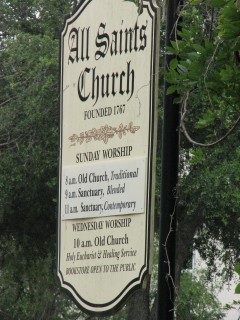 All Saints
Church
FOUNDED 1767
SUNDAY WORSHIP
8 a.m. Old Church, Traditional
9 a.m. Sanctuary, Blended
11 a.m. Sanctuary, Contemporary
WEDNESDAY WORSHIP
10 a.m. Old Church
Holy Eucharist & Healing Service
BOOKSTORE OPEN TO THE PUBLIC